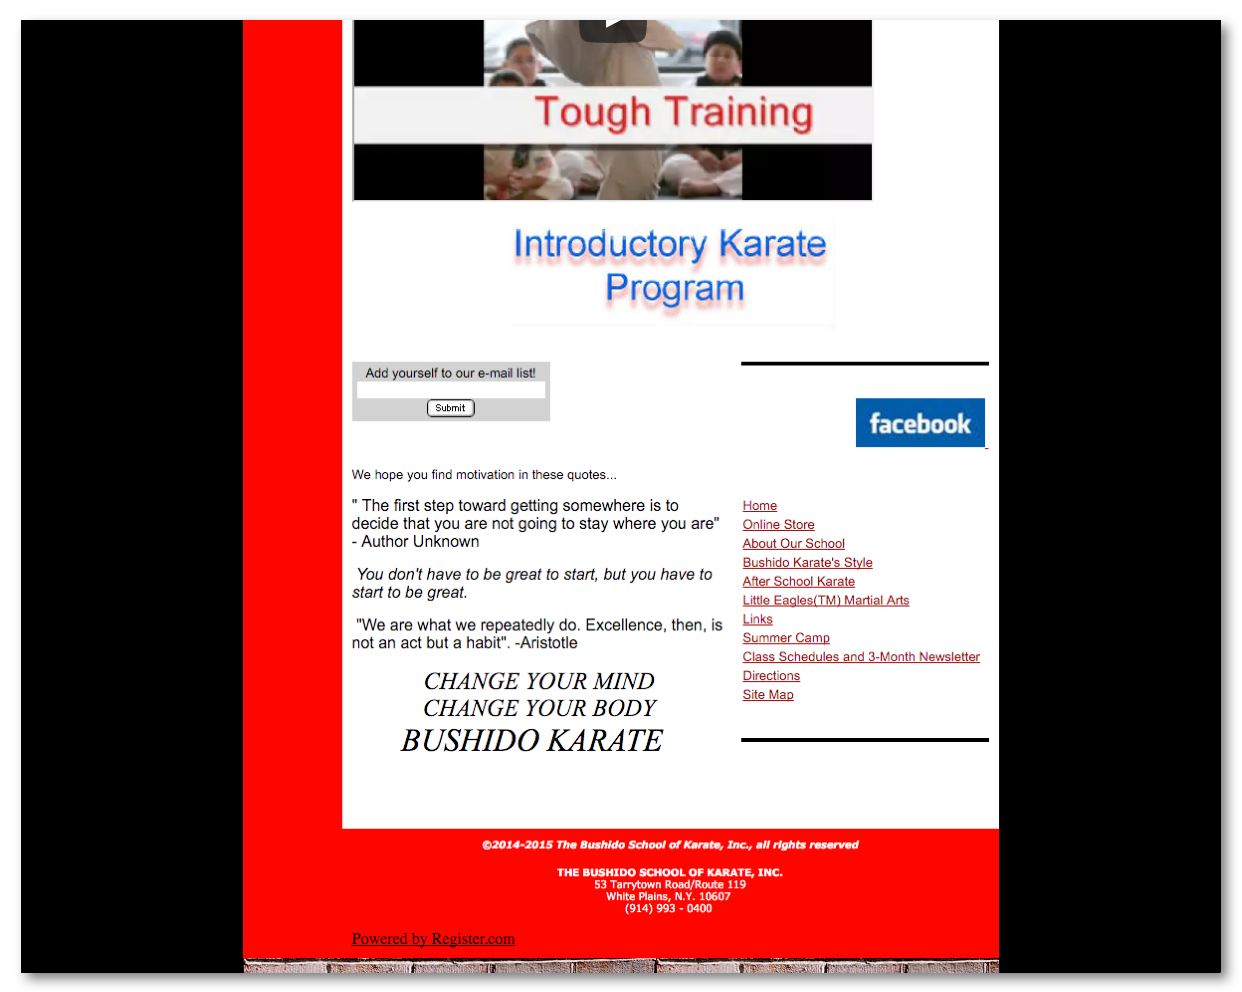 Tough Training
Introductory Karate
Program
Add yourself to our e-mail list!
Submit
facebook
We hope you find motivation in these quotes...
" The first step toward getting somewhere is to
decide that you are not going to stay where you are"
- Author Unknown
You don't have to be great to start, but you have to
start to be great.
"We are what we repeatedly do. Excellence, then, is
not an act but a habit". -Aristotle
CHANGE YOUR MIND
CHANGE YOUR BODY
BUSHIDO KARATE
Home
Online Store
About Our School
Bushido Karate's Style
After School Karate
Little Eagles(TM) Martial Arts
Links
Summer Camp
Class Schedules and 3-Month Newsletter
Directions
Site Map
©2014-2015 The Bushido School of Karate, Inc., all rights reserved
THE BUSHIDO SCHOOL OF KARATE, INC.
53 Tarrytown Road/Route 119
White Plains, N.Y. 10607
(914) 993 - 0400
Powered by Register.com